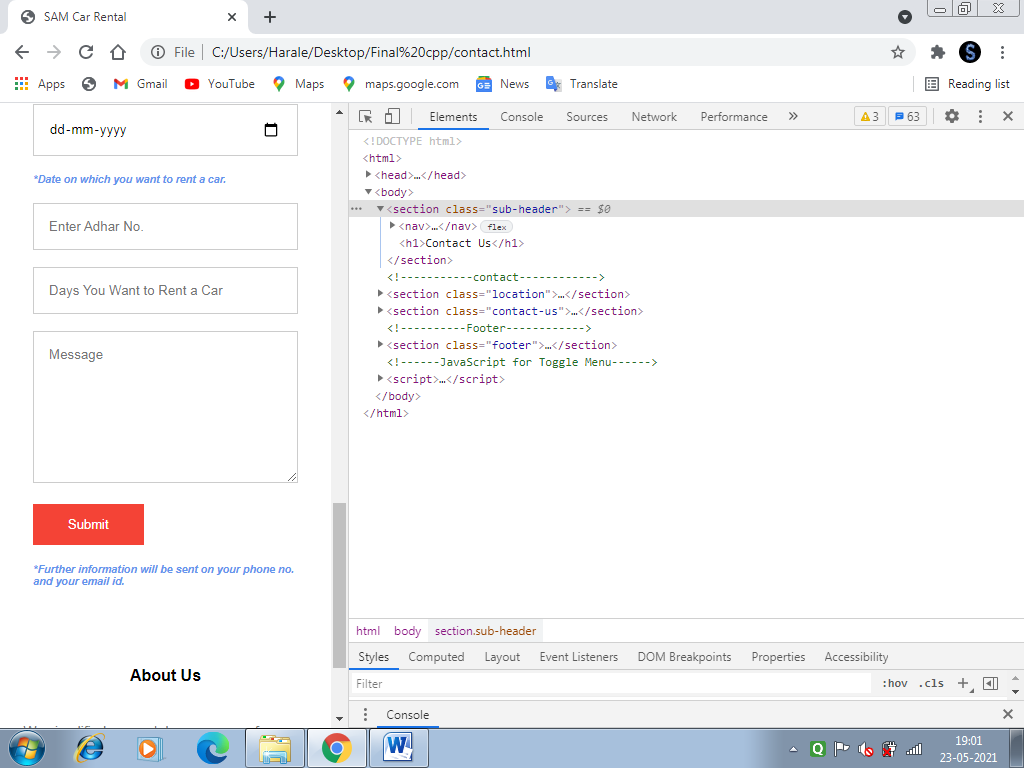 SAM Car Rental
File C:/Users/Harale/Desktop/Final%20cpp/contact.html
Apps Gmail YouTube Maps maps.google.com News Translate Reading list
dd-mm-yyyy
*Date on which you want to rent a car.
Enter Adhar No.
Days You Want to Rent a Car
Message
Submit
*Further information will be sent on your phone no.
and your email id.
About Us
Elements Console Sources Network Performance » 3 63
<!DOCTYPE html>
<html>
<head>…</head>
<body>
<section class="sub-header"> == $0
<nav>…</nav> flex
<h1>Contact Us</h1>
</section>
<!-----------contact------------>
<section class="location">…</section>
<section class="contact-us">…</section>
<!----------Footer------------>
<section class="footer">…</section>
<!------JavaScript for Toggle Menu------>
<script>…</script>
</body>
</html>
html body section.sub-header
Styles Computed Layout Event Listeners DOM Breakpoints Properties Accessibility
Filter :hov .cls
Console
19:01
23-05-2021